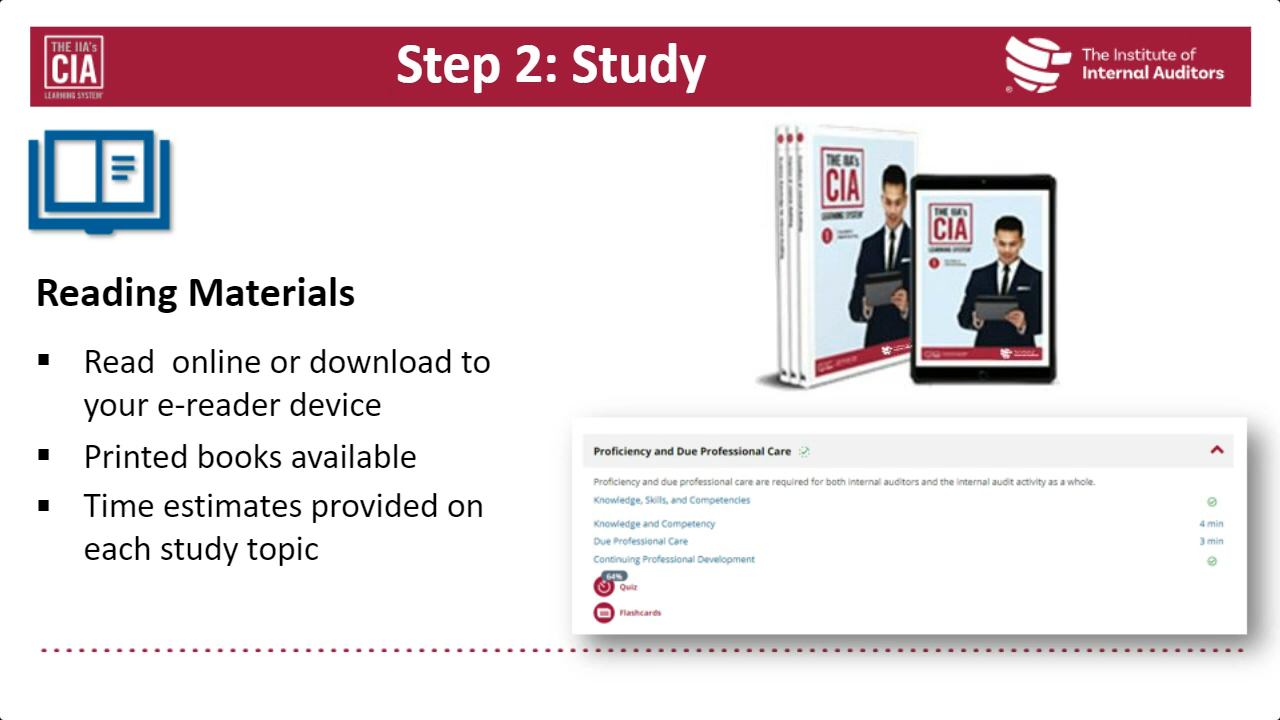 THE IIA's
CIA
LEARNING SYSTEM®
Step 2: Study
The Institute of
Internal Auditors
®
Reading Materials
▪ Read  online or download to
your e-reader device
▪ Printed books available
▪ Time estimates provided on
each study topic
THE IIA's
CIA
LEARNING SYSTEM
THE IIA's
CIA
LEARNING SYSTEM
Proficiency and Due Professional Care
Proficiency and due professional care are required for both internal auditors and the internal audit activity as a whole.
Knowledge, Skills, and Competencies
Knowledge and Competency 4 min
Due Professional Care 3 min
Continuing Professional Development
64%
Quiz
Flashcards